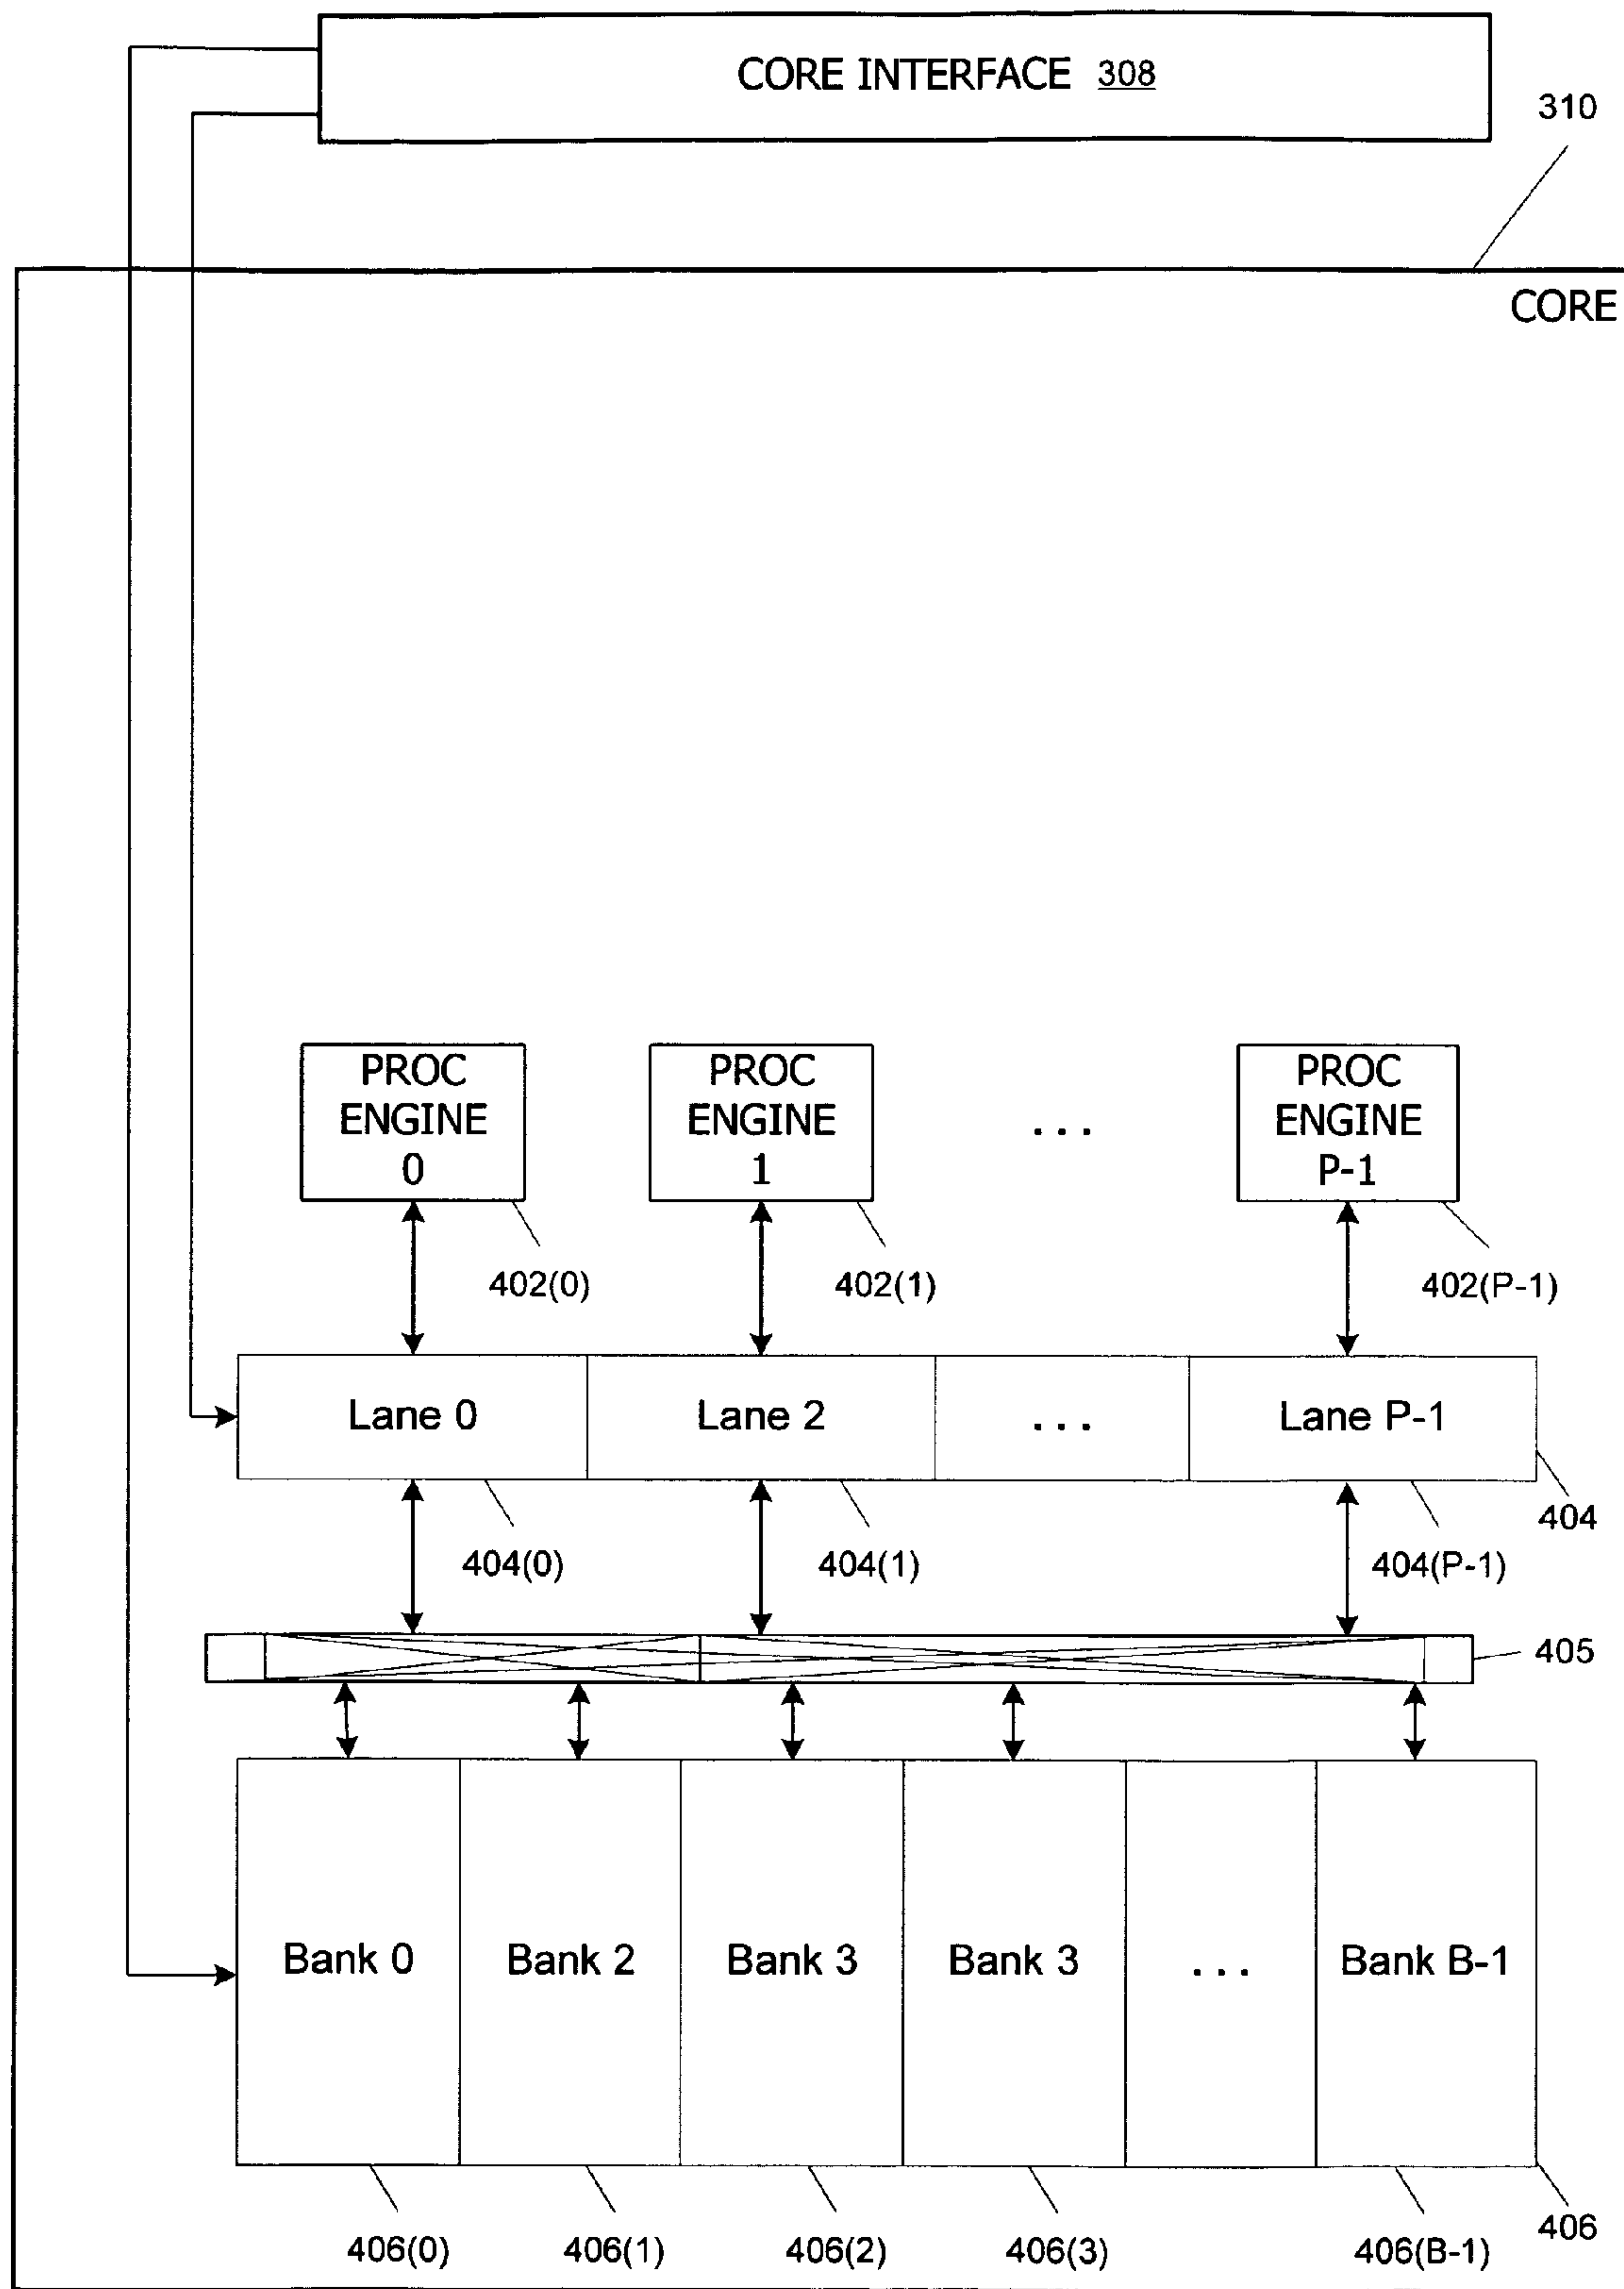 CORE INTERFACE 308
310
CORE
PROC ENGINE 0
PROC ENGINE 1
. . .
PROC ENGINE P-1
402(0)
402(1)
402(P-1)
Lane 0
Lane 2
. . .
Lane P-1
404
404(0)
404(1)
404(P-1)
405
Bank 0
Bank 2
Bank 3
Bank 3
. . .
Bank B-1
406
406(0)
406(1)
406(2)
406(3)
406(B-1)